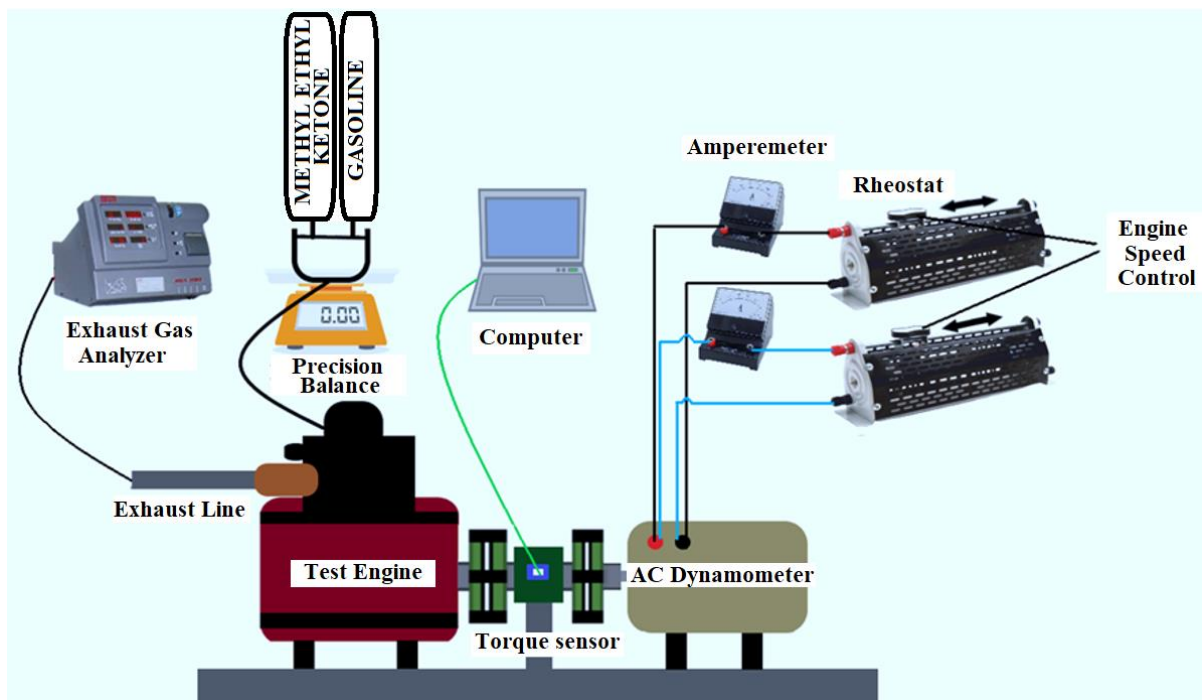 METHYL ETHYL
KETONE
GASOLINE
Amperemeter
Rheostat
Engine
Speed
Control
Exhaust Gas
Analyzer
0.00
Precision
Balance
Computer
Exhaust Line
Test Engine
Torque sensor
AC Dynamometer